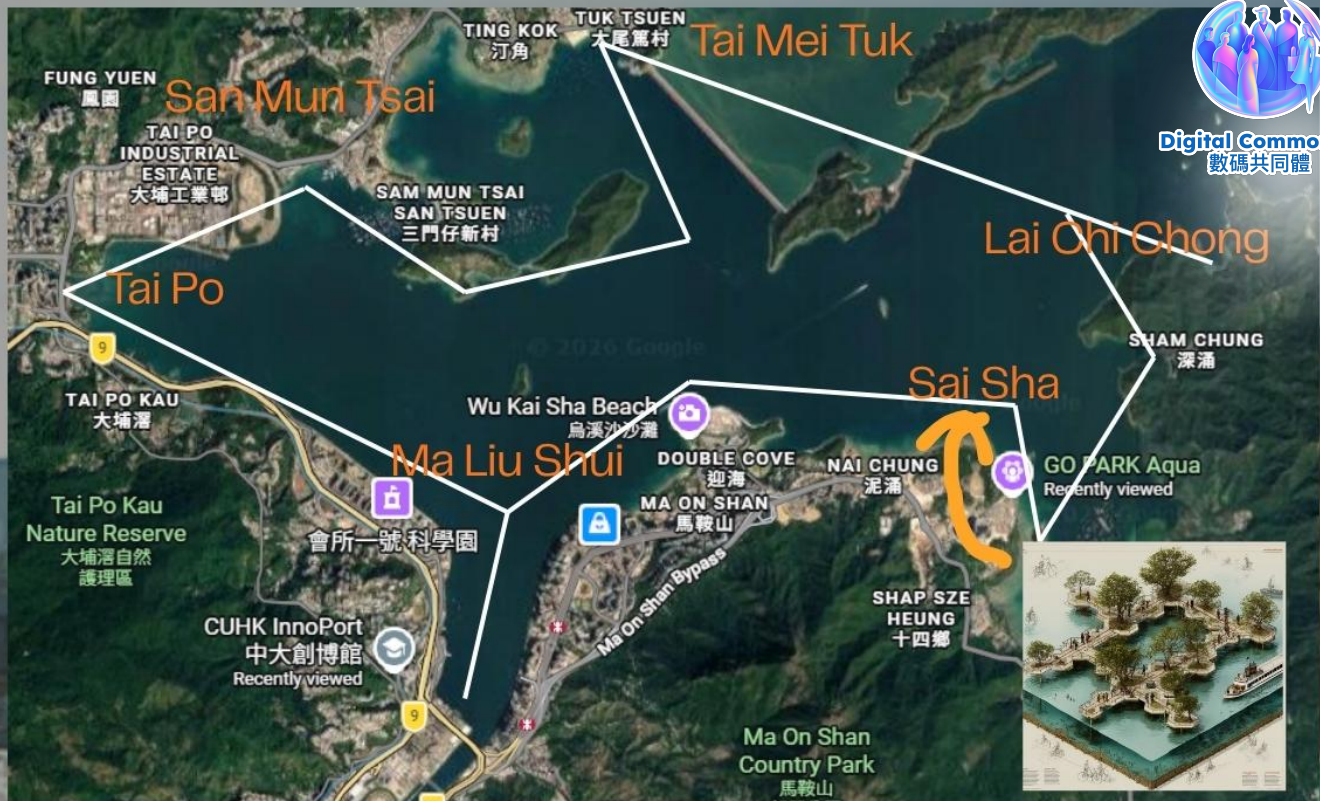 TING KOK
汀角
TUK TSUEN
大尾篤村
Tai Mei Tuk
FUNG YUEN
鳳園
San Mun Tsai
TAI PO
INDUSTRIAL
ESTATE
大埔工業邨
Digital Commo
數碼共同體
SAM MUN TSAI
SAN TSUEN
三門仔新村
Lai Chi Chong
Tai Po
9
© 2026 Google
SHAM CHUNG
深涌
TAI PO KAU
大埔滘
Wu Kai Sha Beach
烏溪沙沙灘
Sai Sha
Ma Liu Shui
DOUBLE COVE
迎海
NAI CHUNG
泥涌
GO PARK Aqua
Recently viewed
MA ON SHAN
馬鞍山
Tai Po Kau
Nature Reserve
大埔滘自然
護理區
會所一號科學園
Ma On Shan Bypass
SHAP SZE
HEUNG
十四鄉
CUHK InnoPort
中大創博館
Recently viewed
9
Ma On Shan
Country Park
馬鞍山